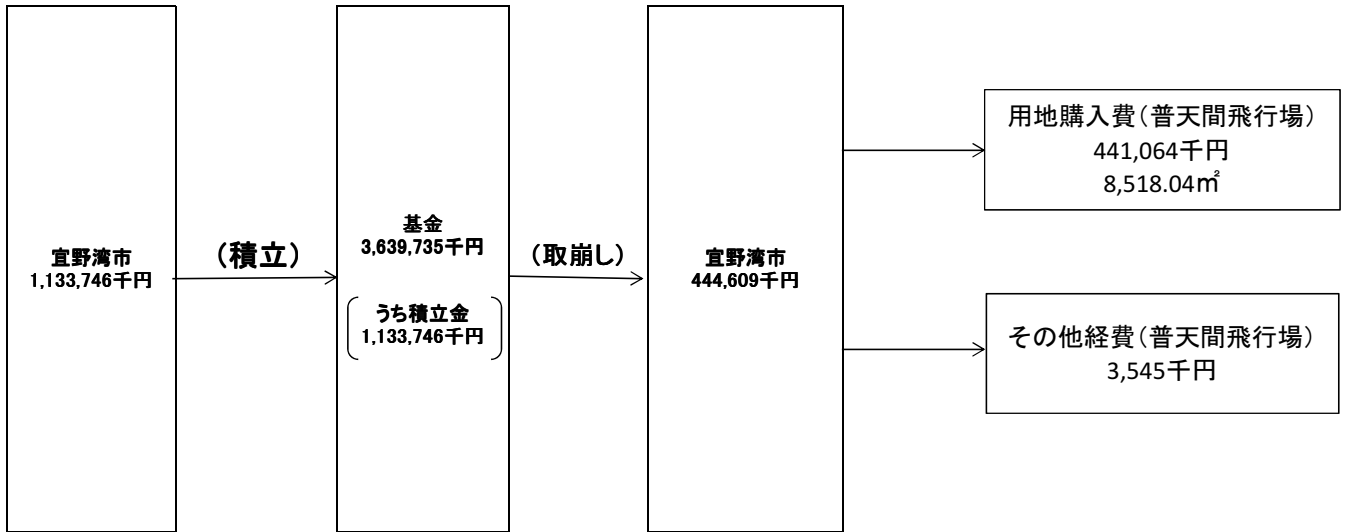 宜野湾市
1,133,746千円
(積立)
基金
3,639,735千円
うち積立金
1,133,746千円
(取崩し)
宜野湾市
444,609千円
用地購入費(普天間飛行場)
441,064千円
8,518.04㎡
その他経費(普天間飛行場)
3,545千円